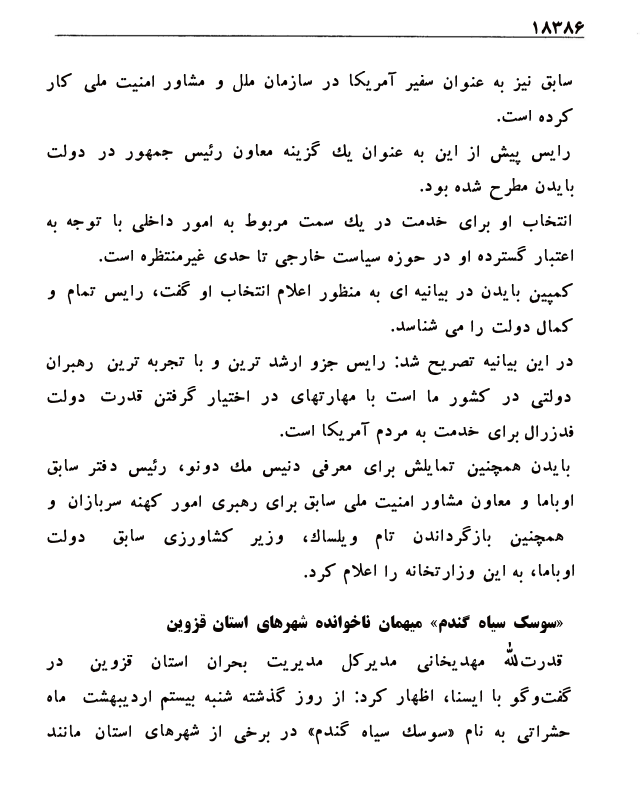 ۱۸۳۸۶
سابق نیز به عنوان سفیر آمریکا در سازمان ملل و مشاور امنیت ملی کار
کرده است.
رایس پیش از این به عنوان یك گزینه معاون رئیس جمهور در دولت
بایدن مطرح شده بود.
انتخاب او برای خدمت در یك سمت مربوط به امور داخلی با توجه به
اعتبار گسترده او در حوزه سیاست خارجی تا حدی غیرمنتظره است.
کمپین بایدن در بیانیه ای به منظور اعلام انتخاب او گفت، رایس تمام و
کمال دولت را می شناسد.
در این بیانیه تصریح شد: رایس جزو ارشد ترین و با تجربه ترین رهبران
دولتی در کشور ما است با مهارتهای در اختیار گرفتن قدرت دولت
فدزرال برای خدمت به مردم آمریکا است.
بایدن همچنین تمایلش برای معرفی دنیس مك دونو، رئیس دفتر سابق
اوباما و معاون مشاور امنیت ملی سابق برای رهبری امور کهنه سربازان و
همچنین بازگرداندن تام ویلساك، وزیر کشاورزی سابق دولت
اوباما، به این وزارتخانه را اعلام کرد.
«سوسک سیاه گندم» میهمان ناخوانده شهرهای استان قزوین
قدرت‌الله مهدیخانی مدیرکل مدیریت بحران استان قزوین در
گفت‌وگو با ایسنا، اظهار کرد: از روز گذشته شنبه بیستم اردیبهشت ماه
حشراتی به نام «سوسك سیاه گندم» در برخی از شهرهای استان مانند